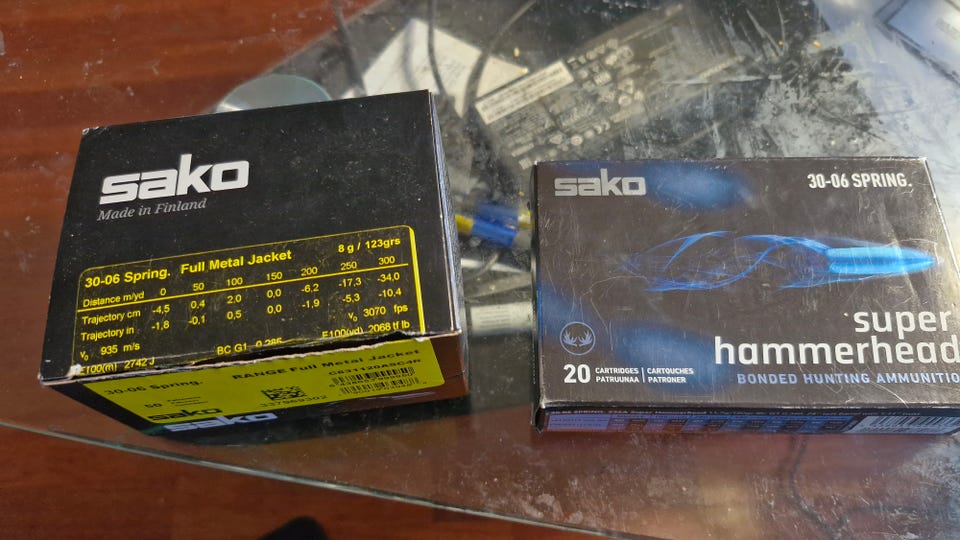 sako
Made in Finland
30-06 Spring. Full Metal Jacket 8 g / 123grs
Distance m/yd 0 50 100 150 200 250 300
Trajectory cm -4,5 0,4 2,0 0,0 -6,2 -17,3 -34,0
Trajectory in -1,8 -0,1 0,5 0,0 -1,9 -5,3 -10,4
V₀ 935 m/s BC G1 0.285 V₀ 3070 fps
E100(m) 2742 J E100(yd) 2068 tf lb
30-06 Spring. RANGE Full Metal Jacket
50
sako
sako
30-06 SPRING.
super
hammerhead
BONDED HUNTING AMMUNITIO
20 CARTRIDGES | CARTOUCHES
PATRUUNAA | PATRONER